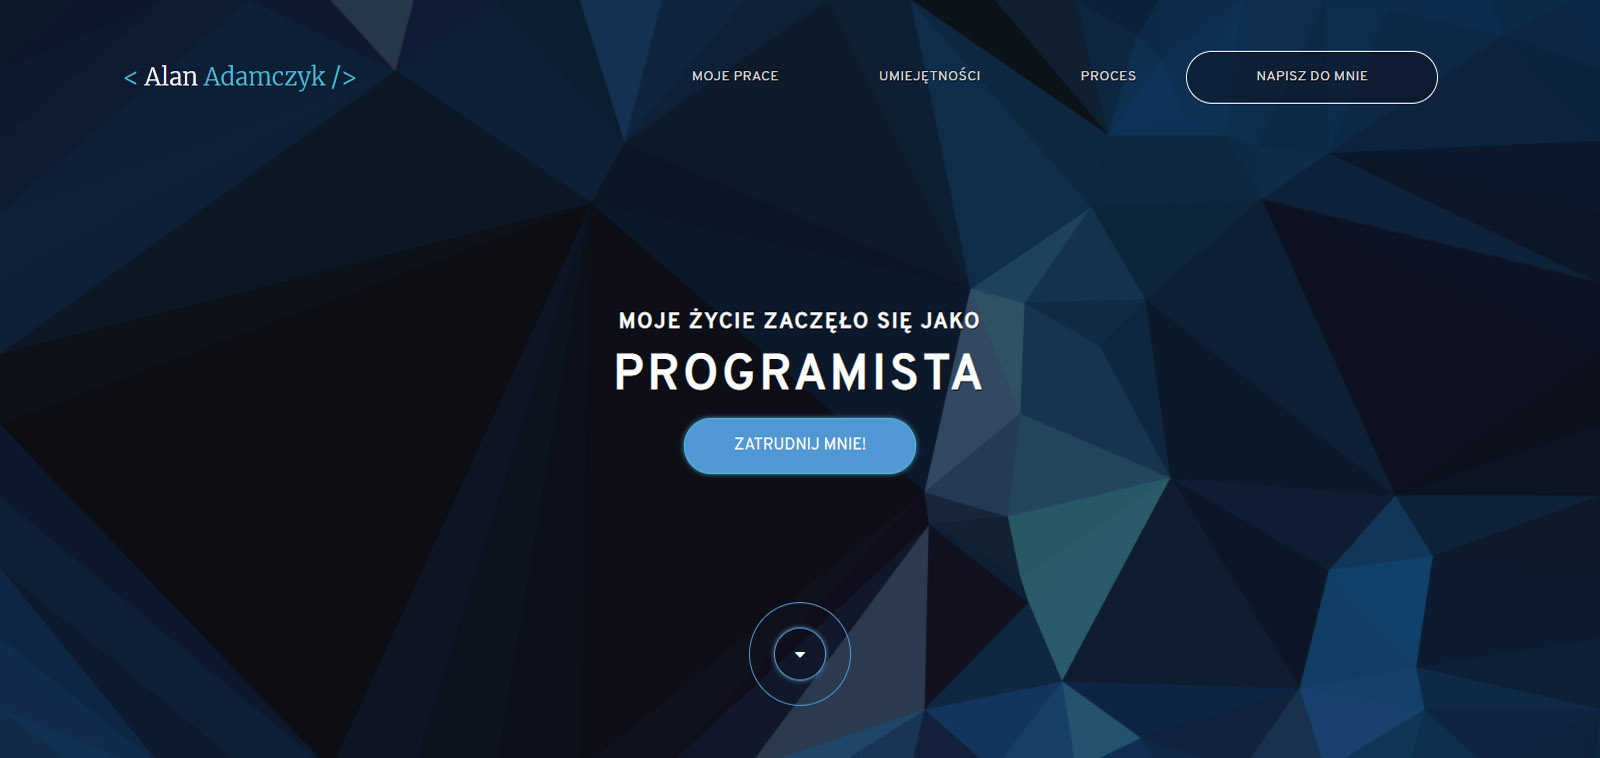 < Alan Adamczyk />
MOJE PRACE
UMIEJĘTNOŚCI
PROCES
NAPISZ DO MNIE
MOJE ŻYCIE ZACZĘŁO SIĘ JAKO
PROGRAMISTA
ZATRUDNIJ MNIE!